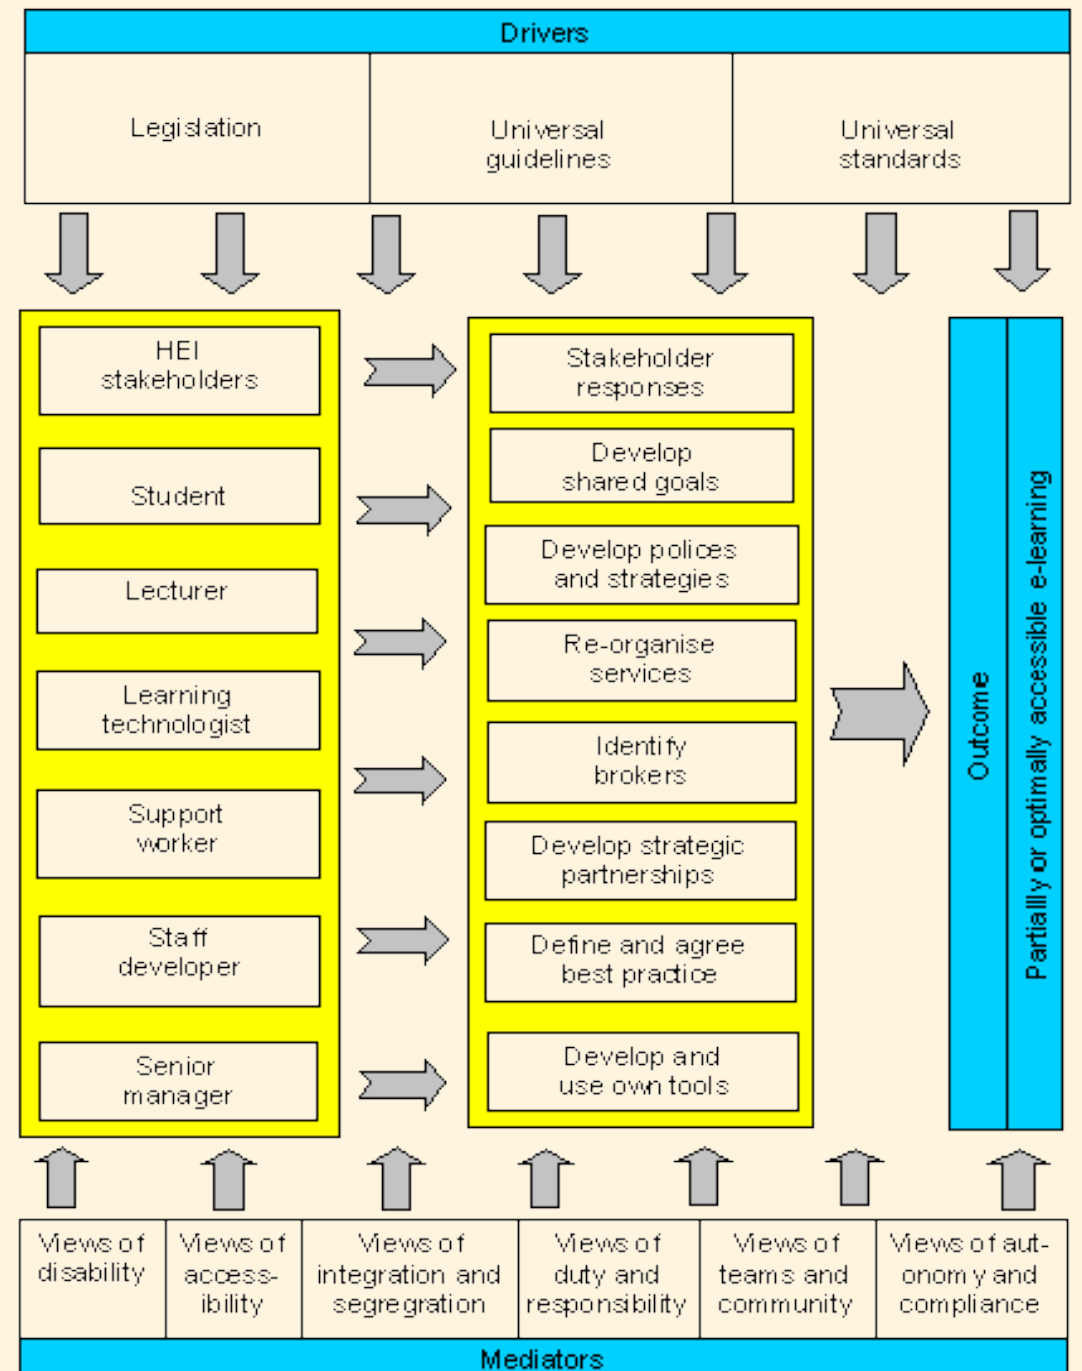 Drivers
Legislation
Universal
guidelines
Universal
standards
HEI
stakeholders
Student
Lecturer
Learning
technologist
Support
worker
Staff
developer
Senior
manager
Stakeholder
responses
Develop
shared goals
Develop polices
and strategies
Re-organise
services
Identify
brokers
Develop strategic
partnerships
Define and agree
best practice
Develop and
use own tools
Outcome
Partiallly or optimally accessible e-learning
Views of
disability
Views of
access-
ibility
Views of
integration and
segregration
Views of
duty and
responsibility
Views of
teams and
community
Views of aut-
onomy and
compliance
Mediators